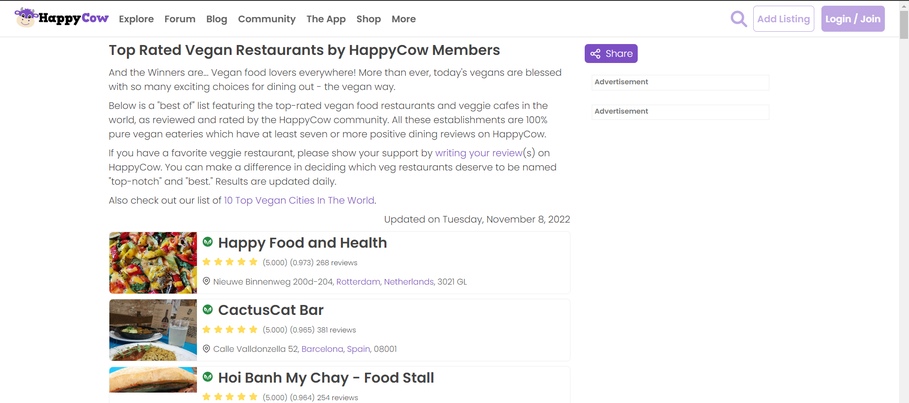 HappyCow Explore Forum Blog Community The App Shop More Add Listing Login / Join
Top Rated Vegan Restaurants by HappyCow Members
Share
And the Winners are... Vegan food lovers everywhere! More than ever, today's vegans are blessed
with so many exciting choices for dining out - the vegan way.
Advertisement
Below is a "best of" list featuring the top-rated vegan food restaurants and veggie cafes in the
world, as reviewed and rated by the HappyCow community. All these establishments are 100%
pure vegan eateries which have at least seven or more positive dining reviews on HappyCow.
Advertisement
If you have a favorite veggie restaurant, please show your support by writing your review(s) on
HappyCow. You can make a difference in deciding which veg restaurants deserve to be named
"top-notch" and "best." Results are updated daily.
Also check out our list of 10 Top Vegan Cities In The World.
Updated on Tuesday, November 8, 2022
Happy Food and Health
(5.000) (0.973) 268 reviews
Nieuwe Binnenweg 200d-204, Rotterdam, Netherlands, 3021 GL
CactusCat Bar
(5.000) (0.965) 381 reviews
Calle Valldonzella 52, Barcelona, Spain, 08001
Hoi Banh My Chay - Food Stall
(5.000) (0.964) 254 reviews